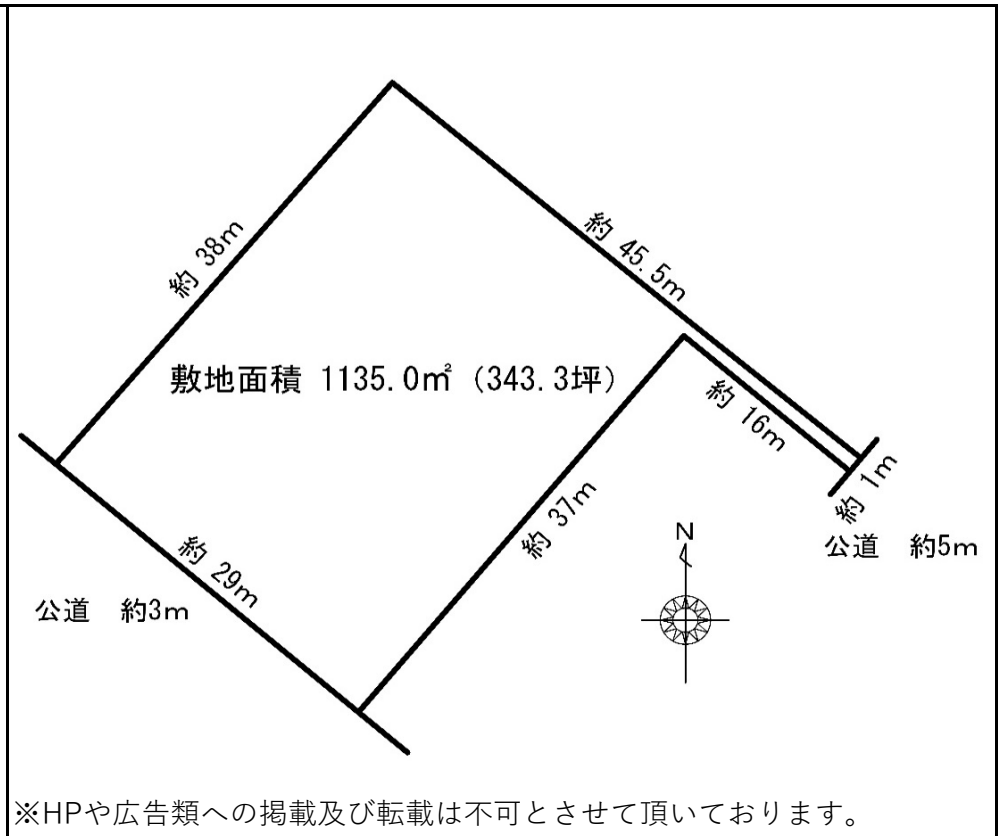 約 38m
約 45.5m
敷地面積 1135.0㎡ (343.3坪)
約 16m
約 1m
約 37m
N
公道 約5m
約 29m
公道 約3m
※HPや広告類への掲載及び転載は不可とさせて頂いております。